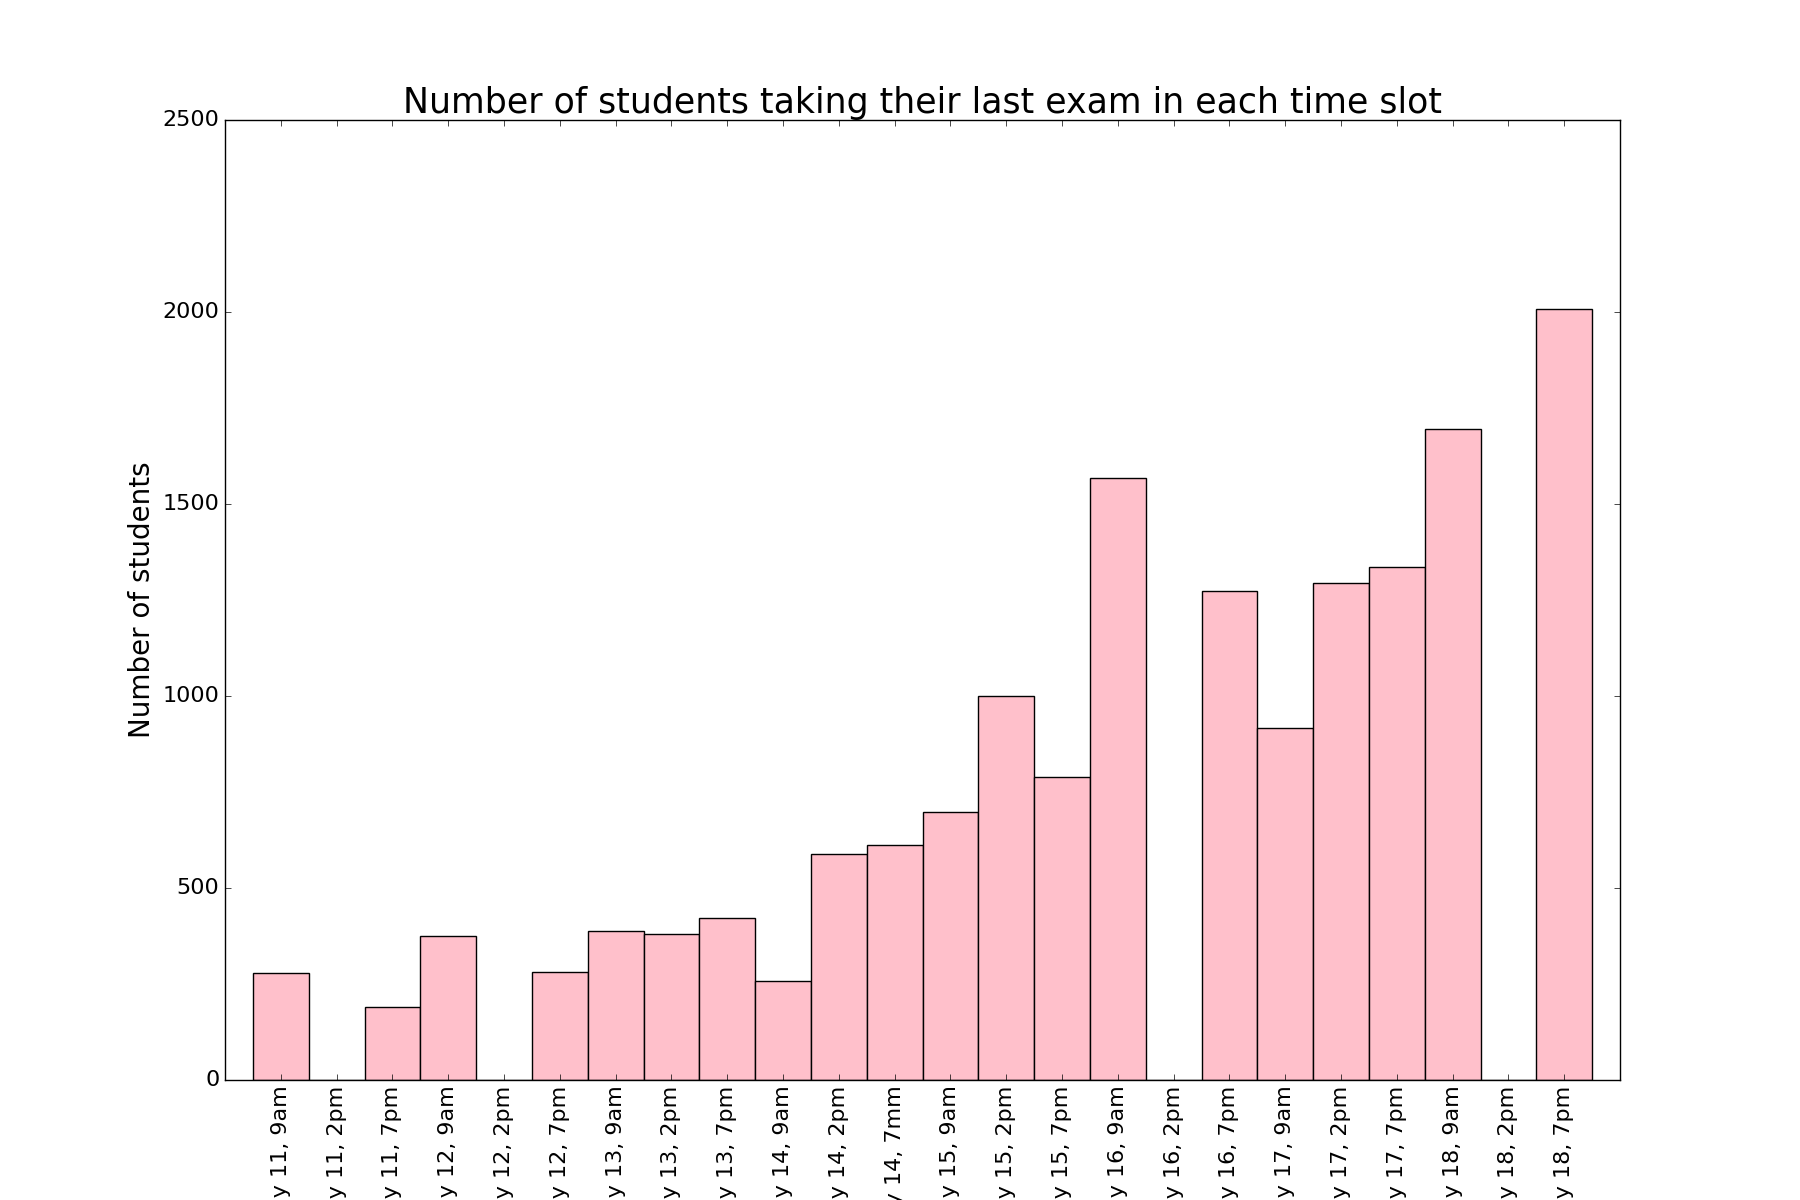 Number of students taking their last exam in each time slot
Number of students
2500
2000
1500
1000
500
0
y 11, 9am
y 11, 2pm
y 11, 7pm
y 12, 9am
y 12, 2pm
y 12, 7pm
y 13, 9am
y 13, 2pm
y 13, 7pm
y 14, 9am
y 14, 2pm
y 14, 7mm
y 15, 9am
y 15, 2pm
y 15, 7pm
y 16, 9am
y 16, 2pm
y 16, 7pm
y 17, 9am
y 17, 2pm
y 17, 7pm
y 18, 9am
y 18, 2pm
y 18, 7pm